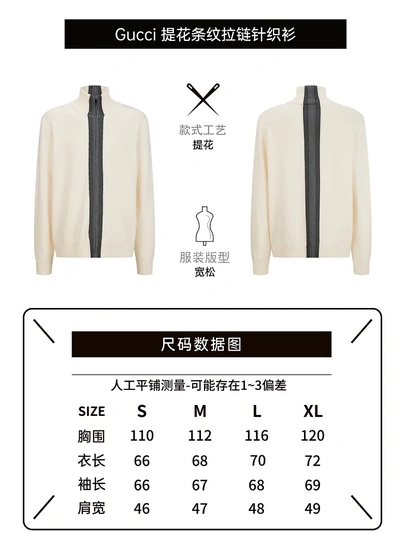 Gucci 提花条纹拉链针织衫
款式工艺
提花
服装版型
宽松
尺码数据图
人工平铺测量-可能存在1~3偏差
SIZE S M L XL
胸围 110 112 116 120
衣长 66 68 70 72
袖长 66 67 68 69
肩宽 46 47 48 49